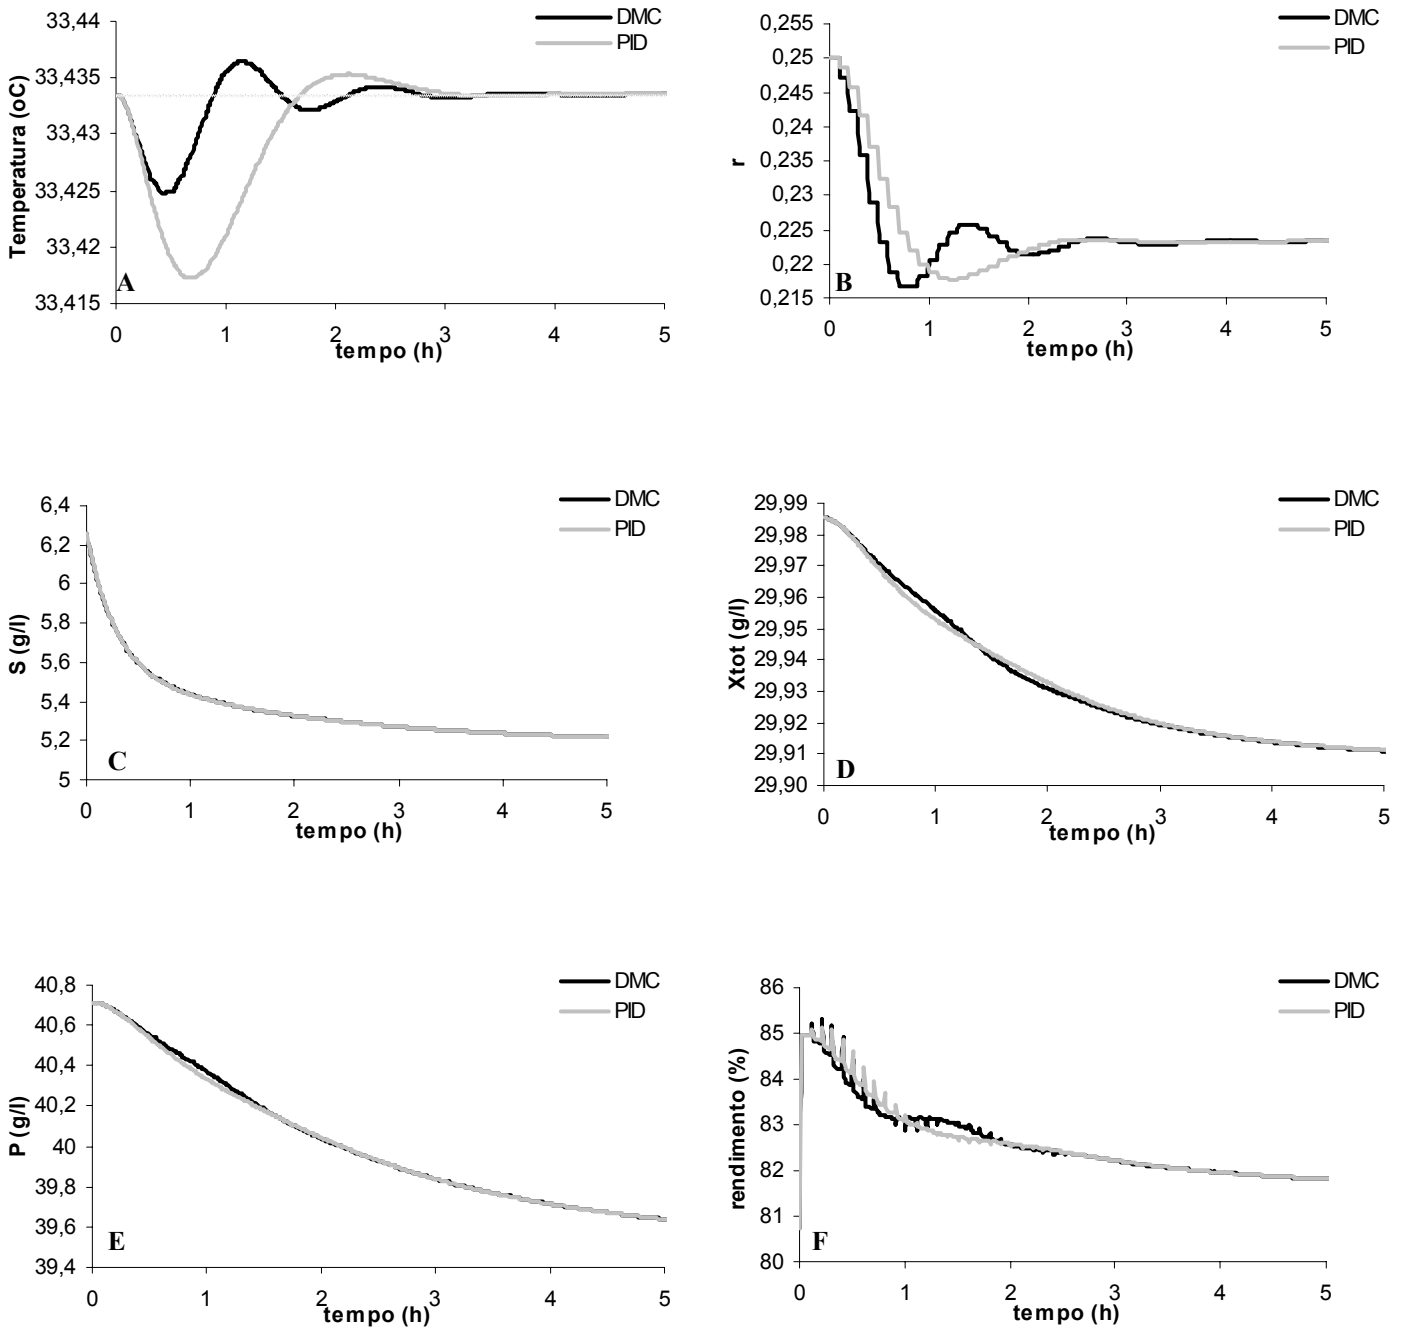 33,44
33,435
33,43
33,425
33,42
33,415
Temperatura (oC)
DMC
PID
A
0 1 2 3 4 5
tempo (h)
0,255
0,25
0,245
0,24
0,235
0,23
0,225
0,22
0,215
r
DMC
PID
B
0 1 2 3 4 5
tempo (h)
6,4
6,2
6
5,8
5,6
5,4
5,2
5
S (g/l)
DMC
PID
C
0 1 2 3 4 5
tempo (h)
29,99
29,98
29,97
29,96
29,95
29,94
29,93
29,92
29,91
29,90
Xtot (g/l)
DMC
PID
D
0 1 2 3 4 5
tempo (h)
40,8
40,6
40,4
40,2
40
39,8
39,6
39,4
P (g/l)
DMC
PID
E
0 1 2 3 4 5
tempo (h)
86
85
84
83
82
81
80
rendimento (%)
DMC
PID
F
0 1 2 3 4 5
tempo (h)